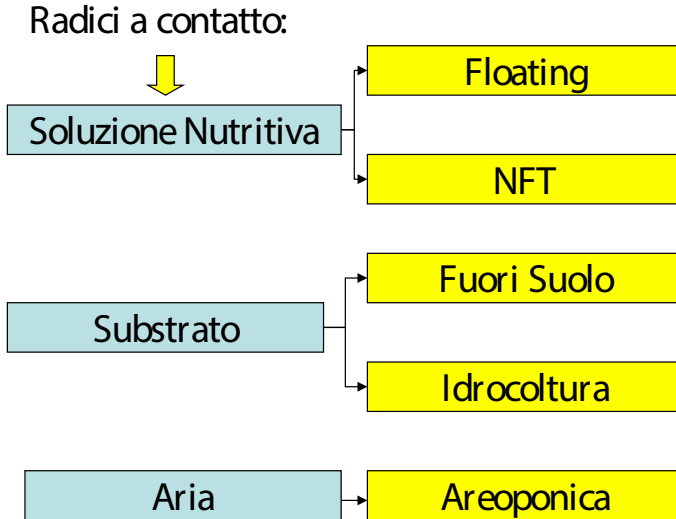 Radici a contatto:
Soluzione Nutritiva
Floating
NFT
Substrato
Fuori Suolo
Idrocoltura
Aria
Areoponica